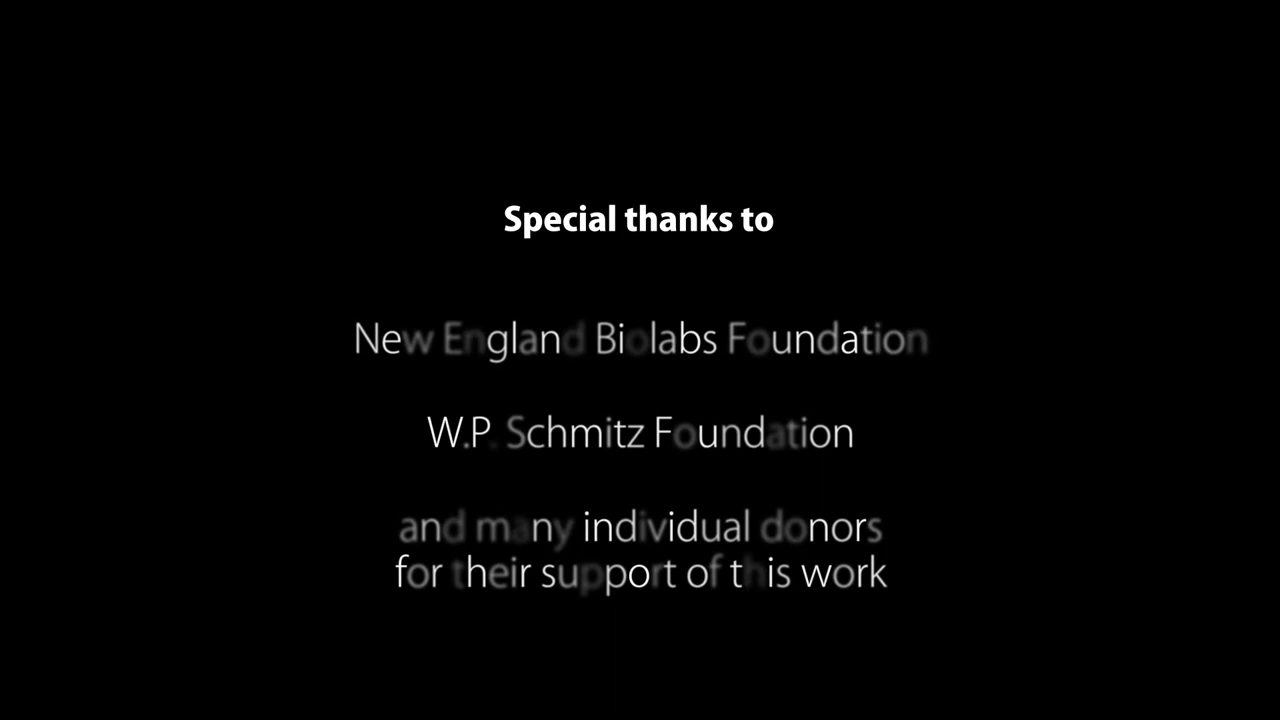 Special thanks to
New England Biolabs Foundation
W.P. Schmitz Foundation
and many individual donors
for their support of this work